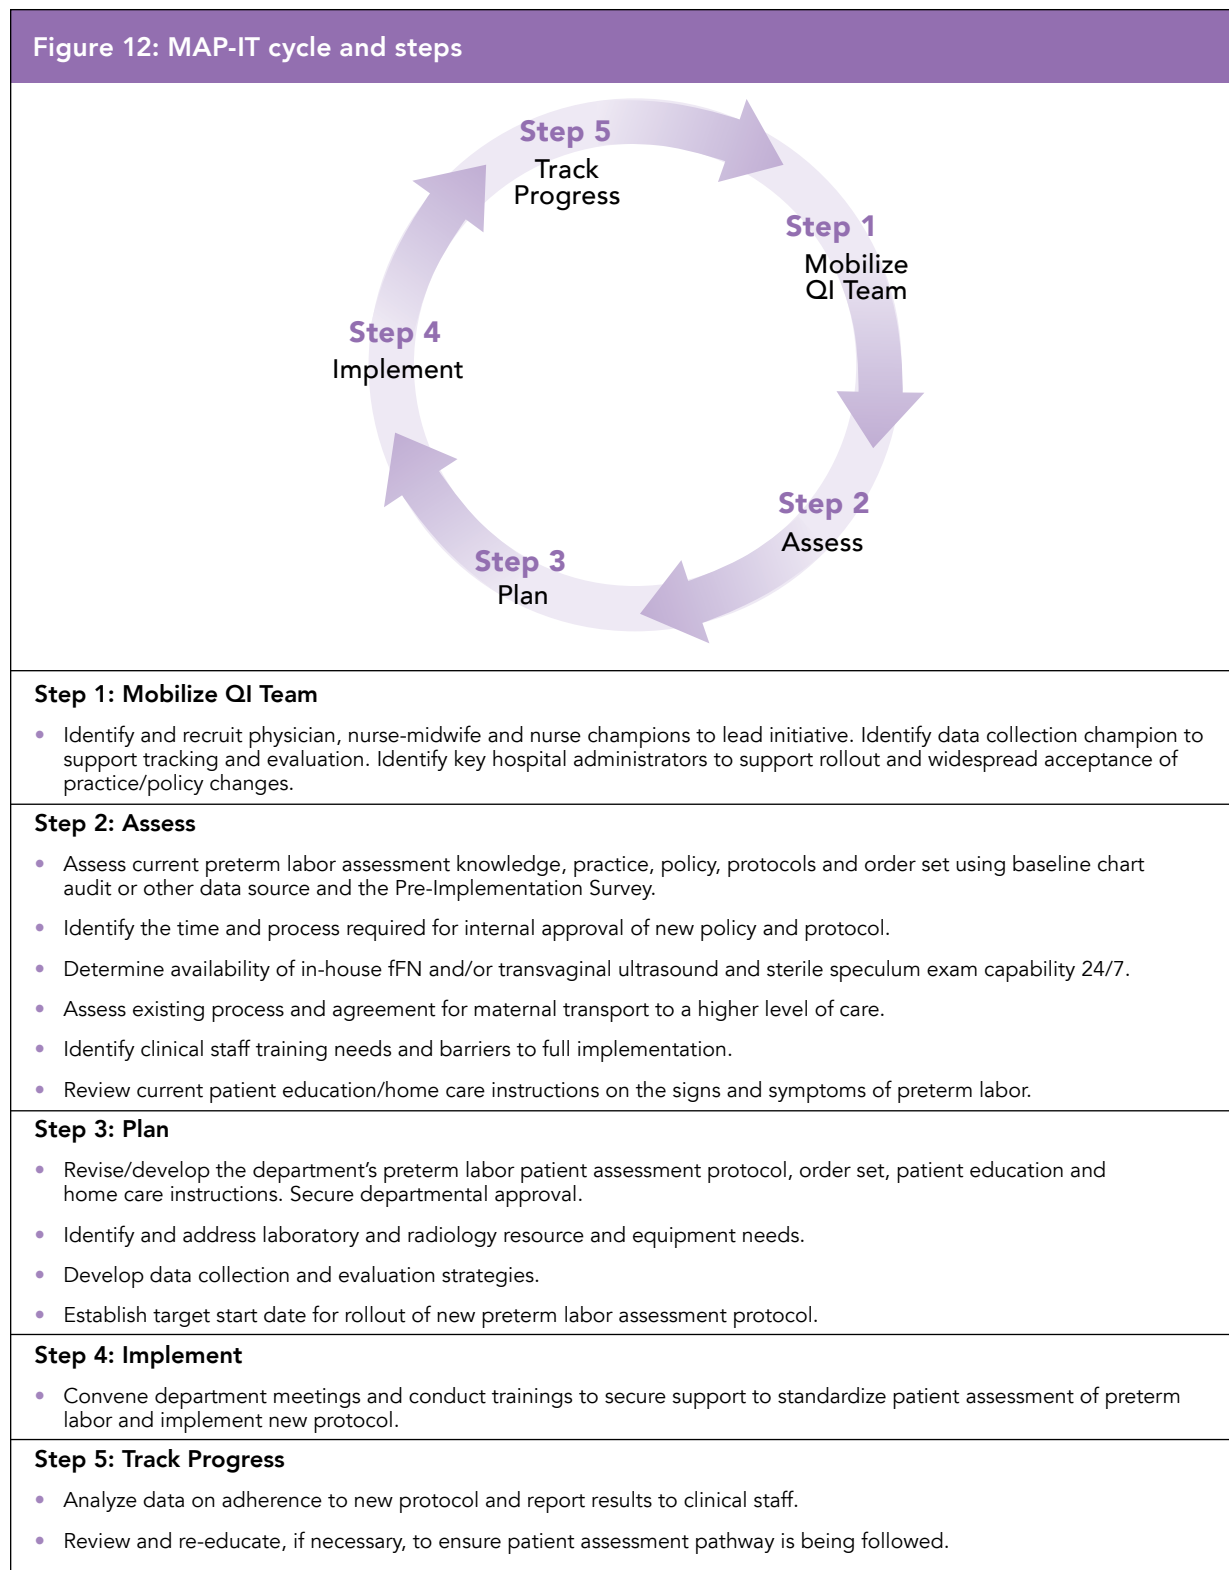 Figure 12: MAP-IT cycle and steps
Step 5
Track
Progress
Step 1
Mobilize
QI Team
Step 4
Implement
Step 2
Assess
Step 3
Plan
Step 1: Mobilize QI Team
• Identify and recruit physician, nurse-midwife and nurse champions to lead initiative. Identify data collection champion to
support tracking and evaluation. Identify key hospital administrators to support rollout and widespread acceptance of
practice/policy changes.
Step 2: Assess
• Assess current preterm labor assessment knowledge, practice, policy, protocols and order set using baseline chart
audit or other data source and the Pre-Implementation Survey.
• Identify the time and process required for internal approval of new policy and protocol.
• Determine availability of in-house fFN and/or transvaginal ultrasound and sterile speculum exam capability 24/7.
• Assess existing process and agreement for maternal transport to a higher level of care.
• Identify clinical staff training needs and barriers to full implementation.
• Review current patient education/home care instructions on the signs and symptoms of preterm labor.
Step 3: Plan
• Revise/develop the department's preterm labor patient assessment protocol, order set, patient education and
home care instructions. Secure departmental approval.
• Identify and address laboratory and radiology resource and equipment needs.
• Develop data collection and evaluation strategies.
• Establish target start date for rollout of new preterm labor assessment protocol.
Step 4: Implement
• Convene department meetings and conduct trainings to secure support to standardize patient assessment of preterm
labor and implement new protocol.
Step 5: Track Progress
• Analyze data on adherence to new protocol and report results to clinical staff.
• Review and re-educate, if necessary, to ensure patient assessment pathway is being followed.